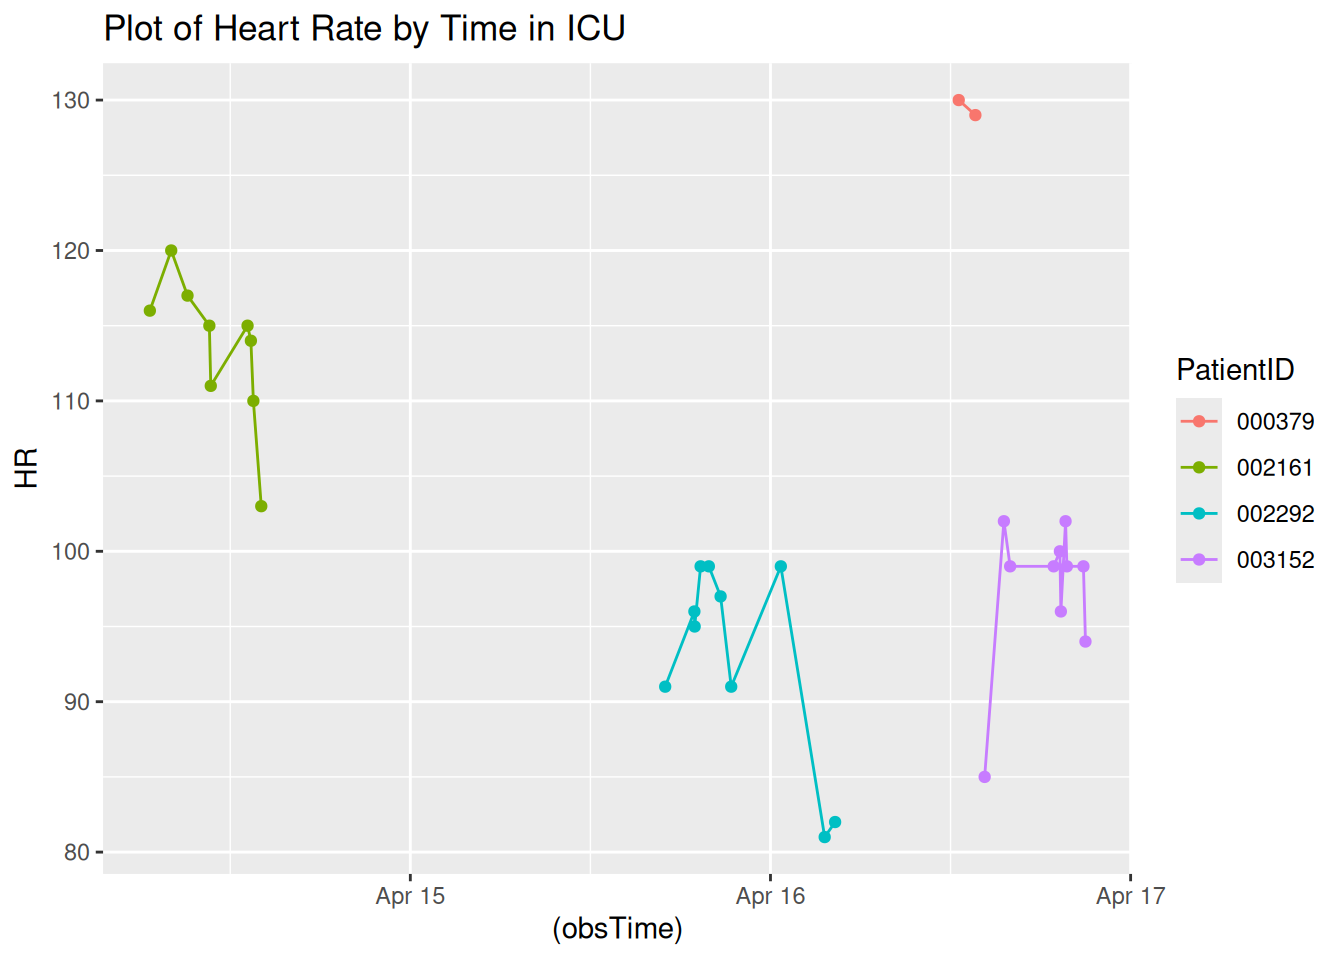 Plot of Heart Rate by Time in ICU
130
120
110
100
90
80
HR
Apr 15
Apr 16
Apr 17
(obsTime)
PatientID
000379
002161
002292
003152